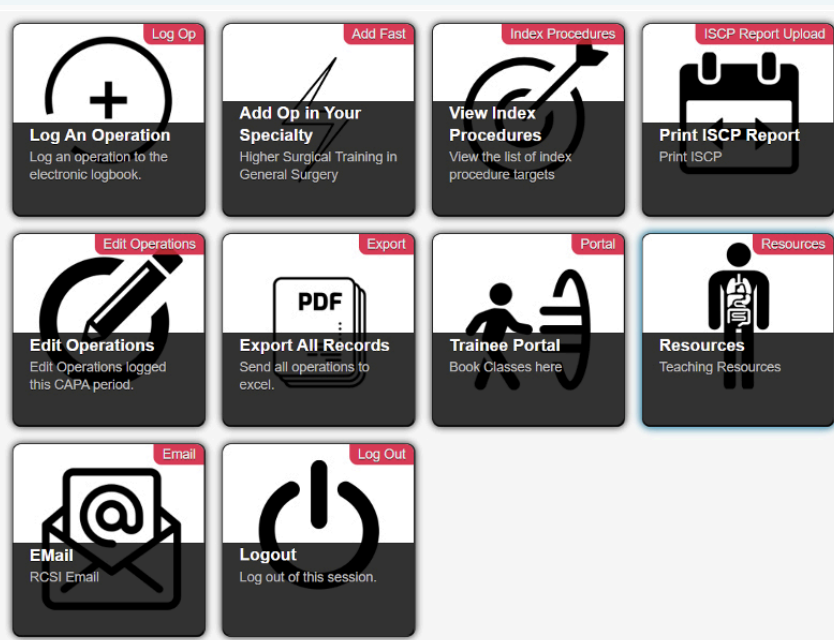 Log Op
Log An Operation
Log an operation to the
electronic logbook.
Add Fast
Add Op in Your
Specialty
Higher Surgical Training in
General Surgery
Index Procedures
View Index
Procedures
View the list of index
procedure targets
ISCP Report Upload
Print ISCP Report
Print ISCP
Edit Operations
Edit Operations
Edit Operations logged
this CAPA period.
Export
PDF
Export All Records
Send all operations to
excel.
Portal
Trainee Portal
Book Classes here
Resources
Resources
Teaching Resources
Email
@
EMail
RCSI Email
Log Out
Logout
Log out of this session.